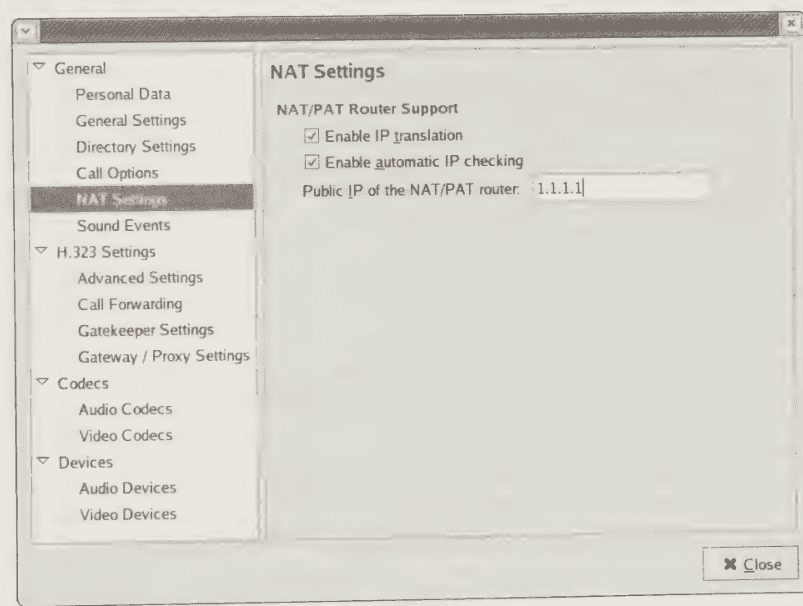 General
Personal Data
General Settings
Directory Settings
Call Options
NAT Settings
Sound Events
H.323 Settings
Advanced Settings
Call Forwarding
Gatekeeper Settings
Gateway / Proxy Settings
Codecs
Audio Codecs
Video Codecs
Devices
Audio Devices
Video Devices
NAT Settings
NAT/PAT Router Support
Enable IP translation
Enable automatic IP checking
Public IP of the NAT/PAT router: 1.1.1.1
Close